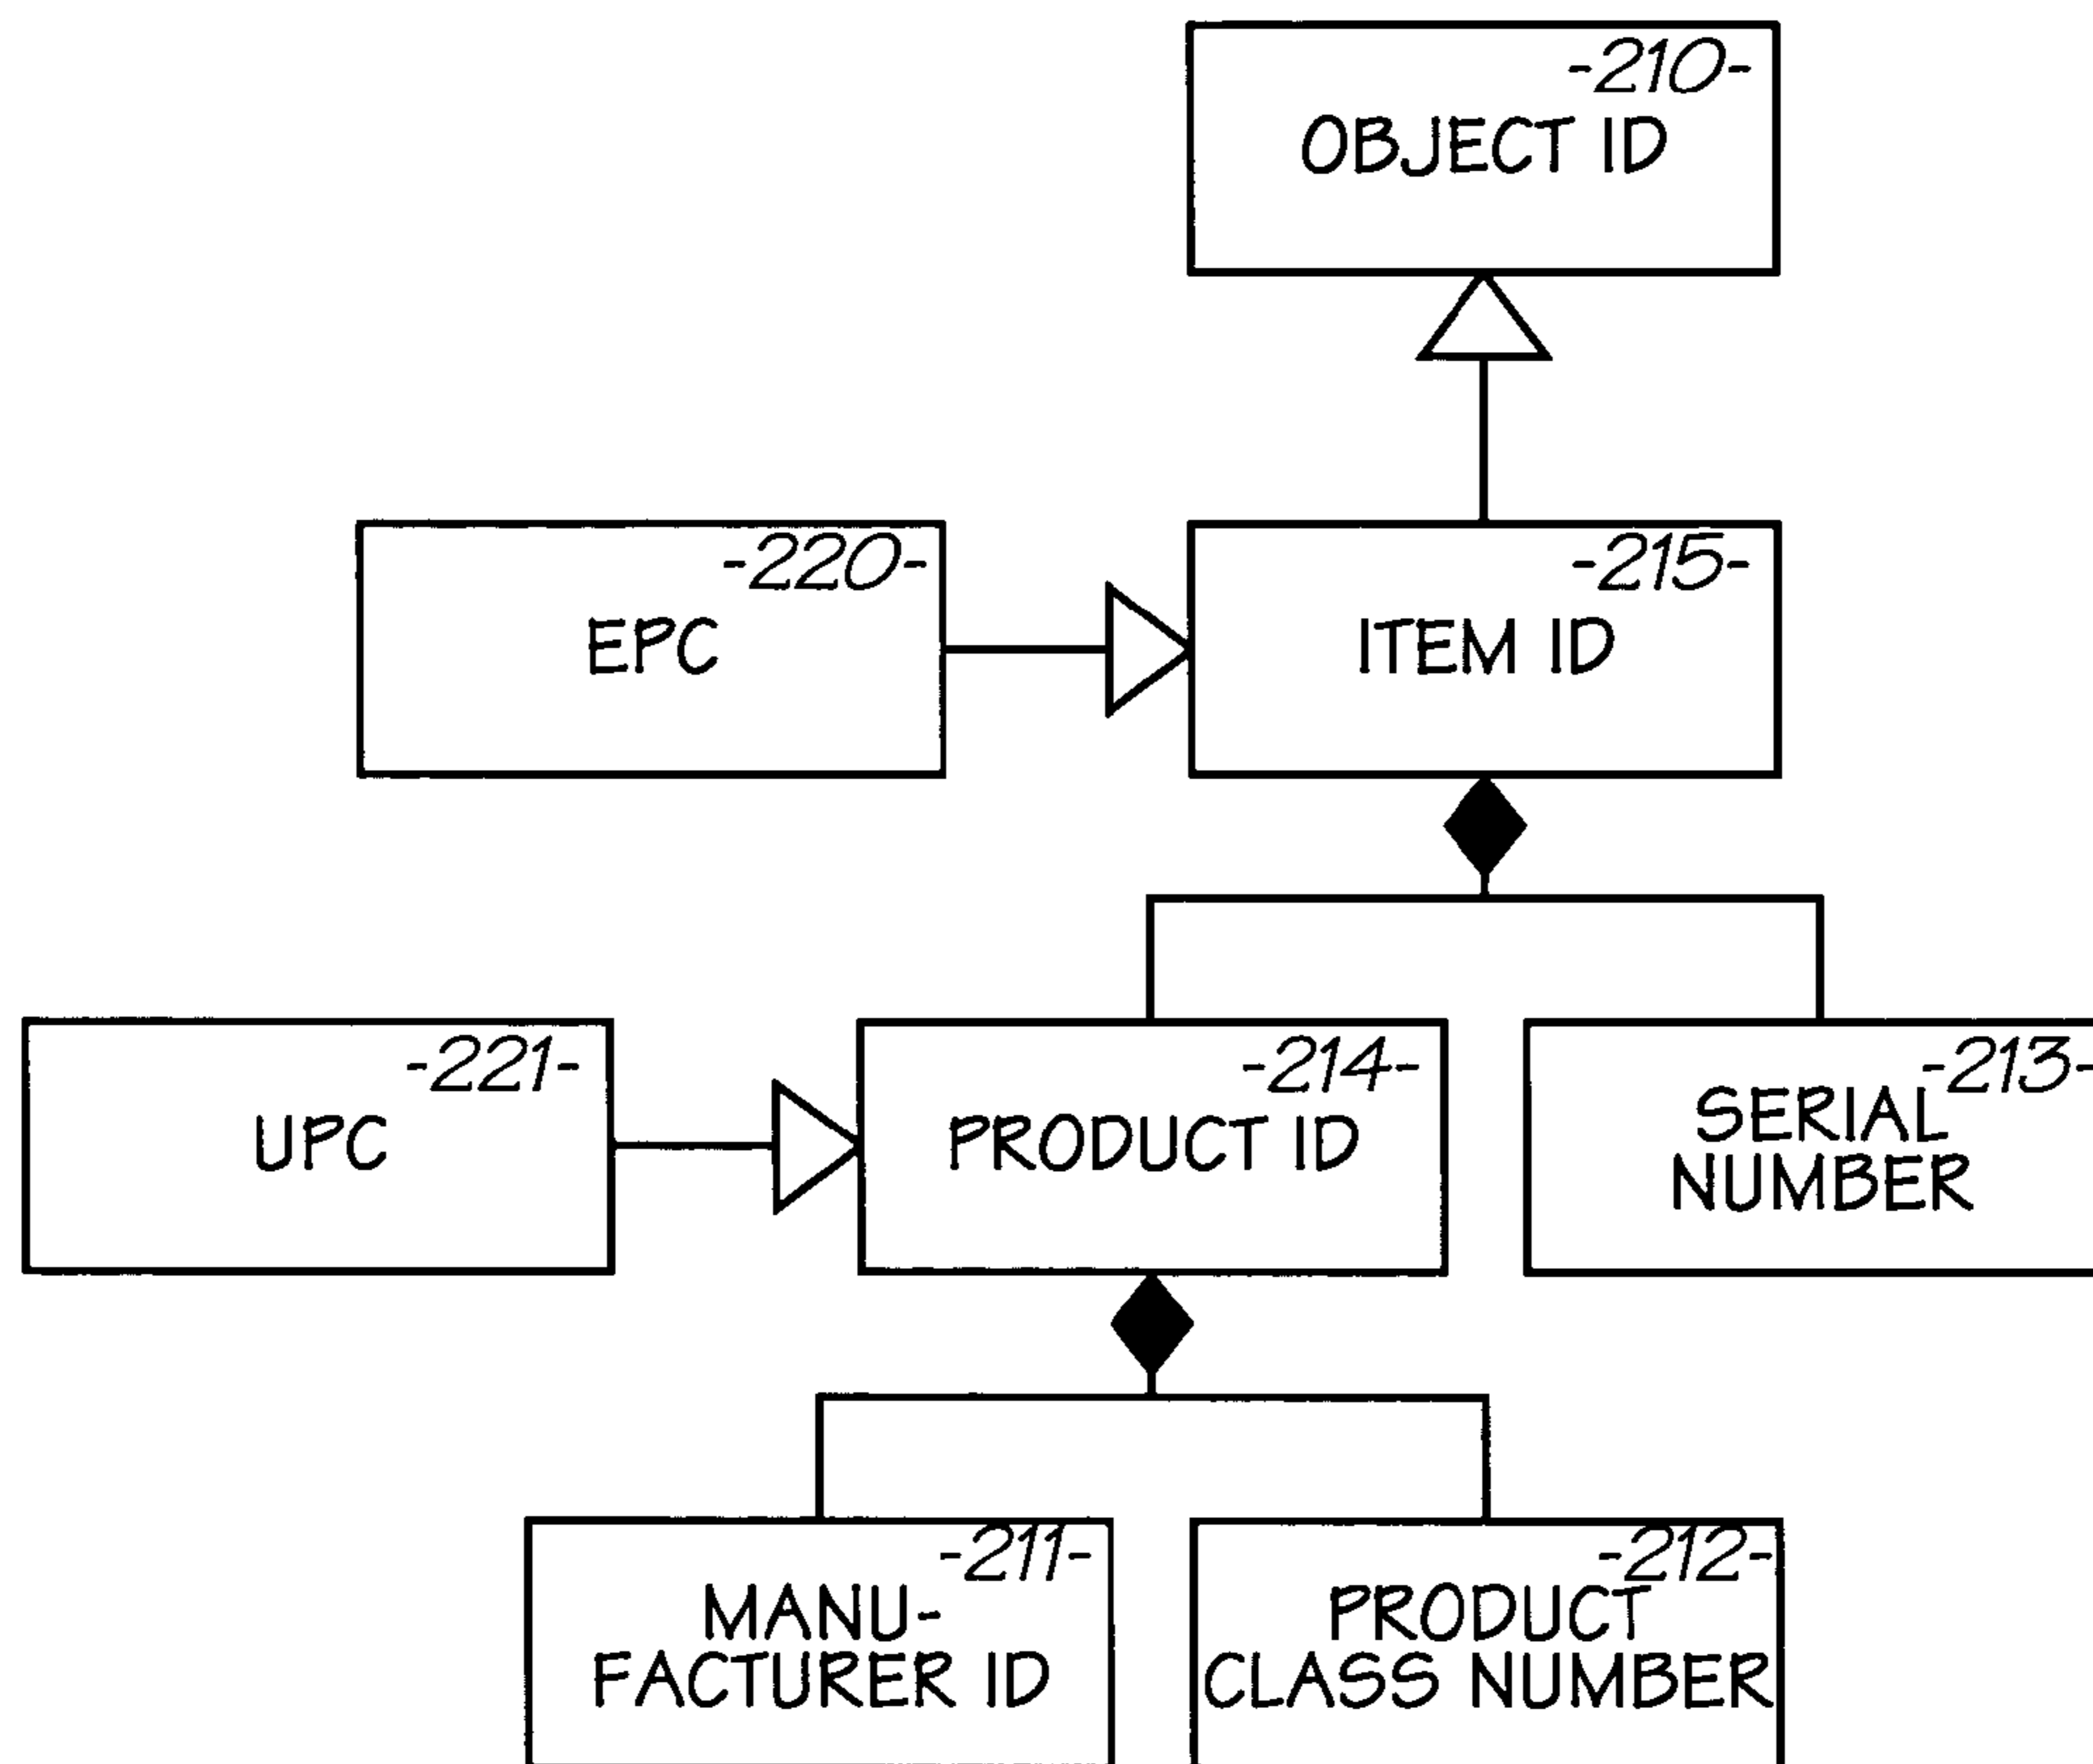 -210-
OBJECT ID
-220-
EPC
-215-
ITEM ID
-221-
UPC
-214-
PRODUCT ID
-213-
SERIAL
NUMBER
-211-
MANU-
FACTURER ID
-212-
PRODUCT
CLASS NUMBER